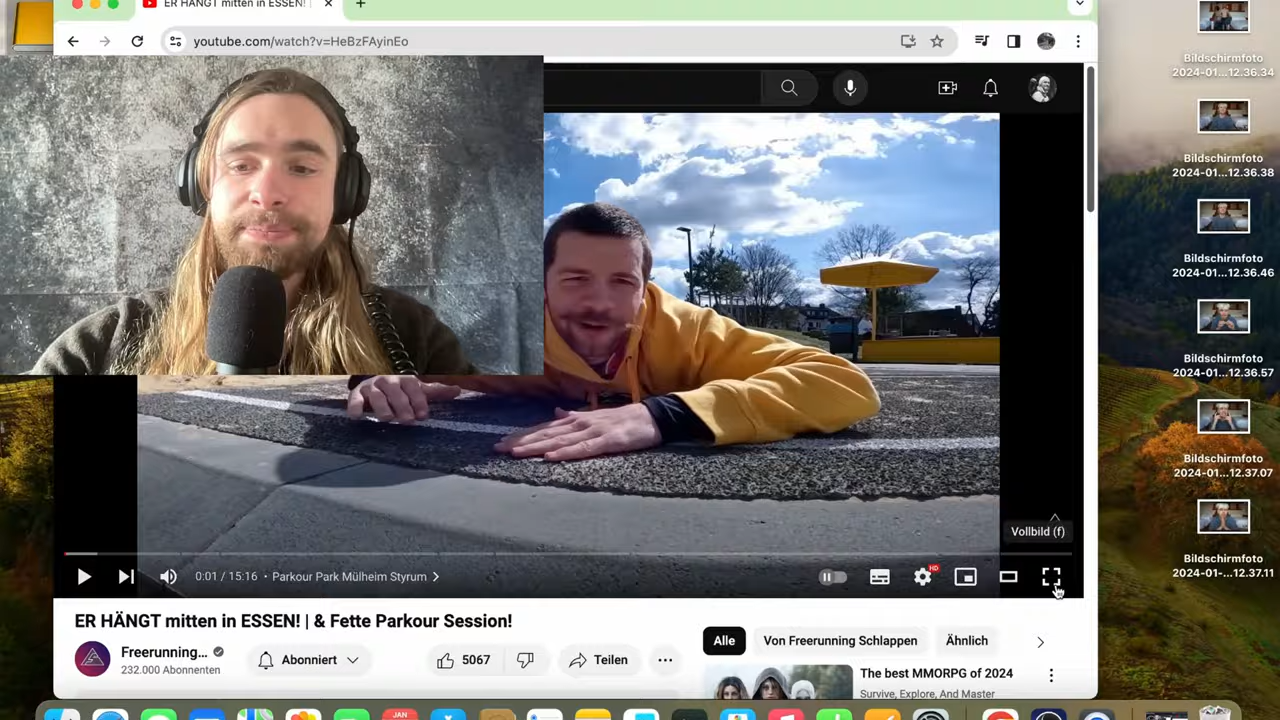 ER HÄNGT mitten in ESSEN! |
youtube.com/watch?v=HeBzFAyinEo
Bildschirmfoto
2024-01...12.36.34
Bildschirmfoto
2024-01...12.36.38
Bildschirmfoto
2024-01...12.36.46
Bildschirmfoto
2024-01...12.36.57
Bildschirmfoto
2024-01...12.37.07
Bildschirmfoto
2024-01-...12.37.11
Vollbild (f)
0:01 / 15:16 • Parkour Park Mülheim Styrum
HD
ER HÄNGT mitten in ESSEN! | & Fette Parkour Session!
Freerunning...
232.000 Abonnenten
Abonniert
5067
Teilen
Alle
Von Freerunning Schlappen
Ähnlich
The best MMORPG of 2024
Survive, Explore, And Master
JAN